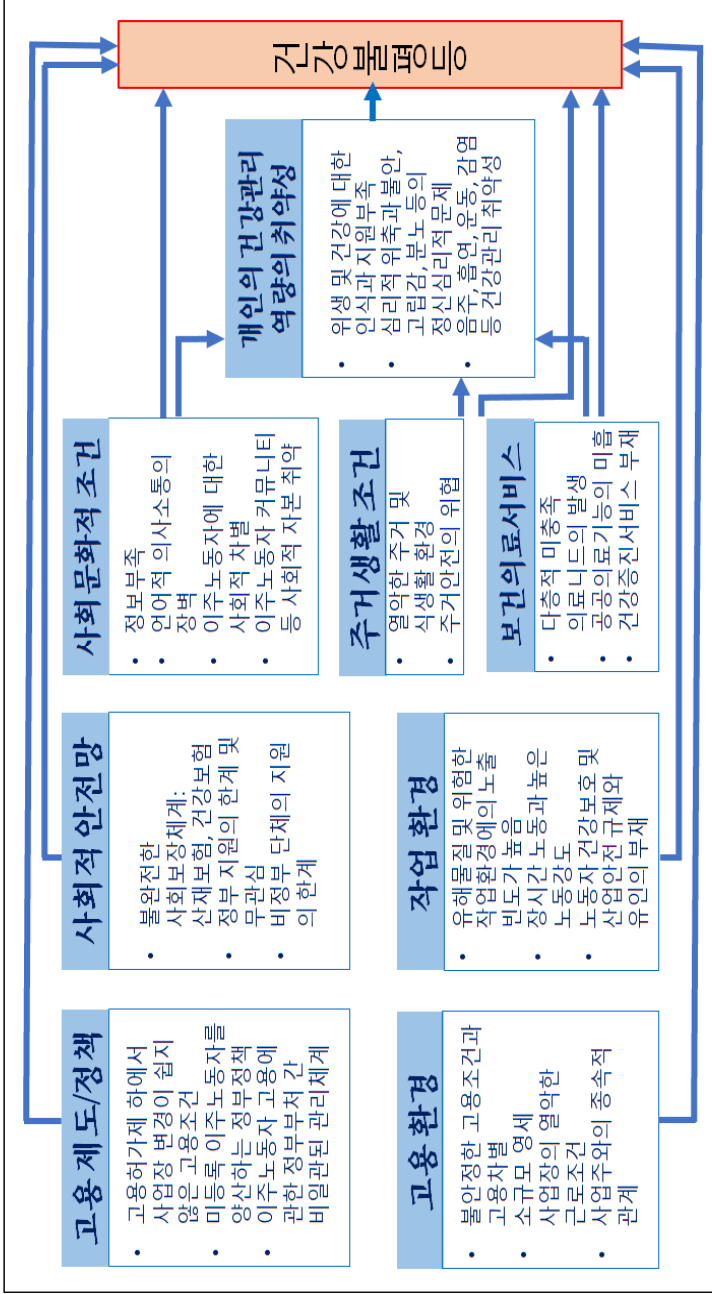 고용 제도/정책
• 고용허가제 하에서
사업장 변경이 쉽지
않은 고용조건
• 미등록 이주노동자를
양산하는 정부정책
• 이주노동자 고용에
관한 정부부처 간
비일관된 관리체계
사회적 안전망
• 불완전한
사회보장체계:
산재보험, 건강보험
• 정부 지원의 한계 및
무관심
• 비정부 단체의 지원
의 한계
사회 문화적 조건
• 정보부족
• 언어적 의사소통의
장벽
• 이주노동자에 대한
사회적 차별
• 이주노동자 커뮤니티
등 사회적 자본 취약
고용 환경
• 불안정한 고용조건과
고용차별
• 소규모 영세
사업장의 열악한
근로조건
• 사업주와의 종속적
관계
작업 환경
• 유해물질 및 위험한
작업환경에의 노출
빈도가 높음
• 장시간 노동과 높은
노동강도
• 노동자 건강보호 및
산업안전 규제와
유인의 부재
주거생활 조건
• 열악한 주거 및
식생활 환경
• 주거안전의 위협
보건의료서비스
• 다층적 미충족
의료니드의 발생
• 공공의료기능의 미흡
• 건강증진서비스 부재
개인의 건강관리
역량의 취약성
• 위생 및 건강에 대한
인식과 지원부족
• 심리적 위축과 불안,
고립감, 분노 등의
정신심리적 문제
• 음주, 흡연, 운동, 감염
등 건강관리 취약성
건강불평등